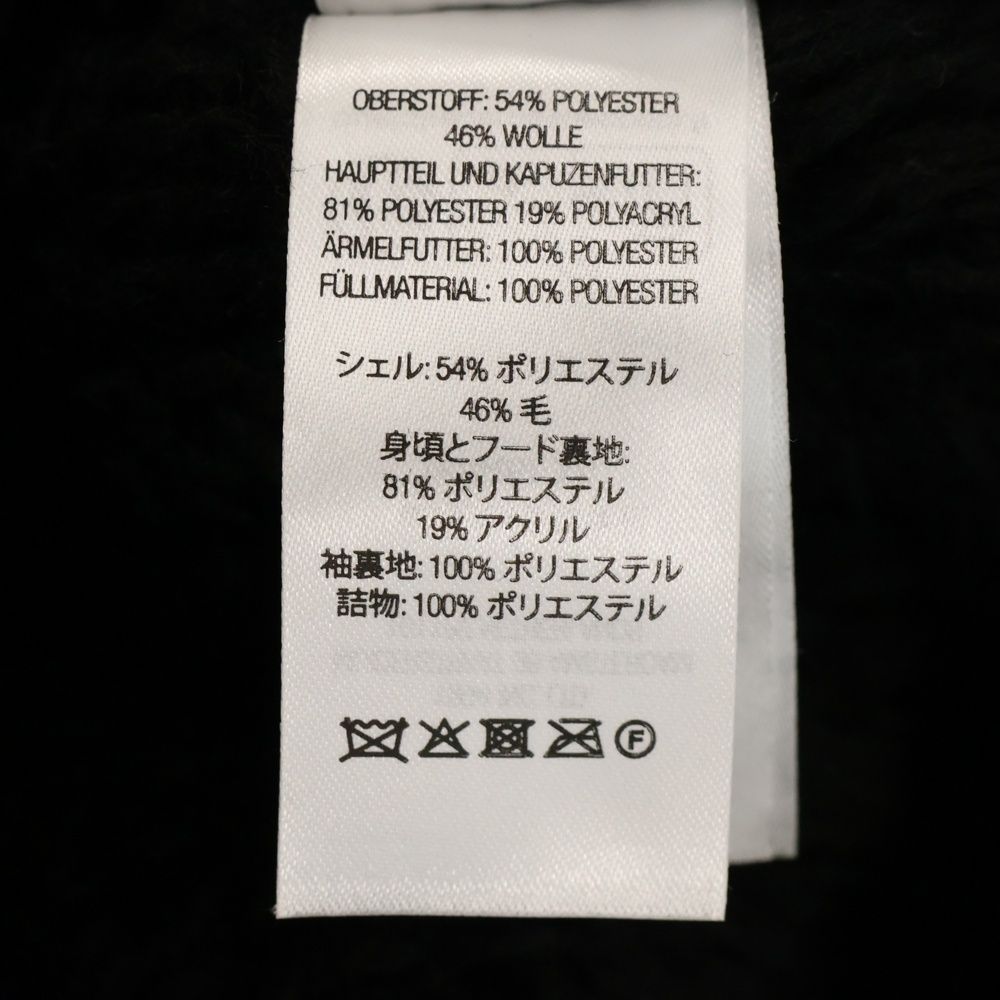 OBERSTOFF: 54% POLYESTER
46% WOLLE
HAUPTTEIL UND KAPUZENFUTTER:
81% POLYESTER 19% POLYACRYL
ÄRMELFUTTER: 100% POLYESTER
FÜLLMATERIAL: 100% POLYESTER
シェル: 54% ポリエステル
46% 毛
身頃とフード裏地:
81% ポリエステル
19% アクリル
袖裏地: 100% ポリエステル
詰物: 100% ポリエステル
F